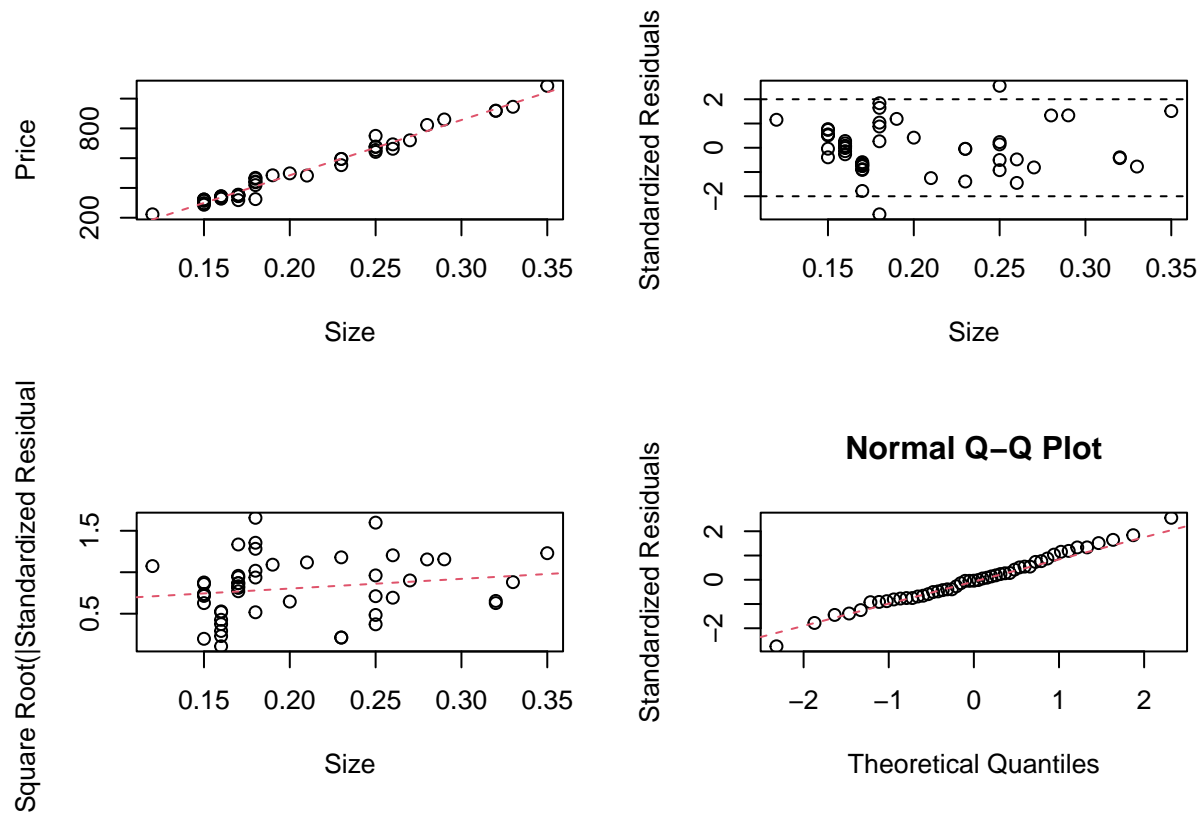 Price
200
800
0.15 0.20 0.25 0.30 0.35
Size
Standardized Residuals
−2 0 2
0.15 0.20 0.25 0.30 0.35
Size
Square Root(|Standardized Residual
0.5 1.5
0.15 0.20 0.25 0.30 0.35
Size
Normal Q−Q Plot
Standardized Residuals
−2 0 2
−2 −1 0 1 2
Theoretical Quantiles